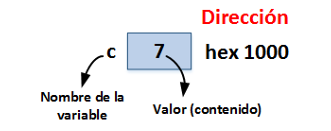 Dirección
c 7 hex 1000
Nombre de la
variable
Valor (contenido)